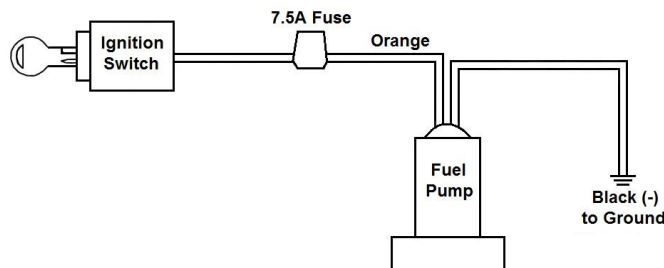 7.5A Fuse
Ignition
Switch
Orange
Fuel
Pump
Black (-)
to Ground